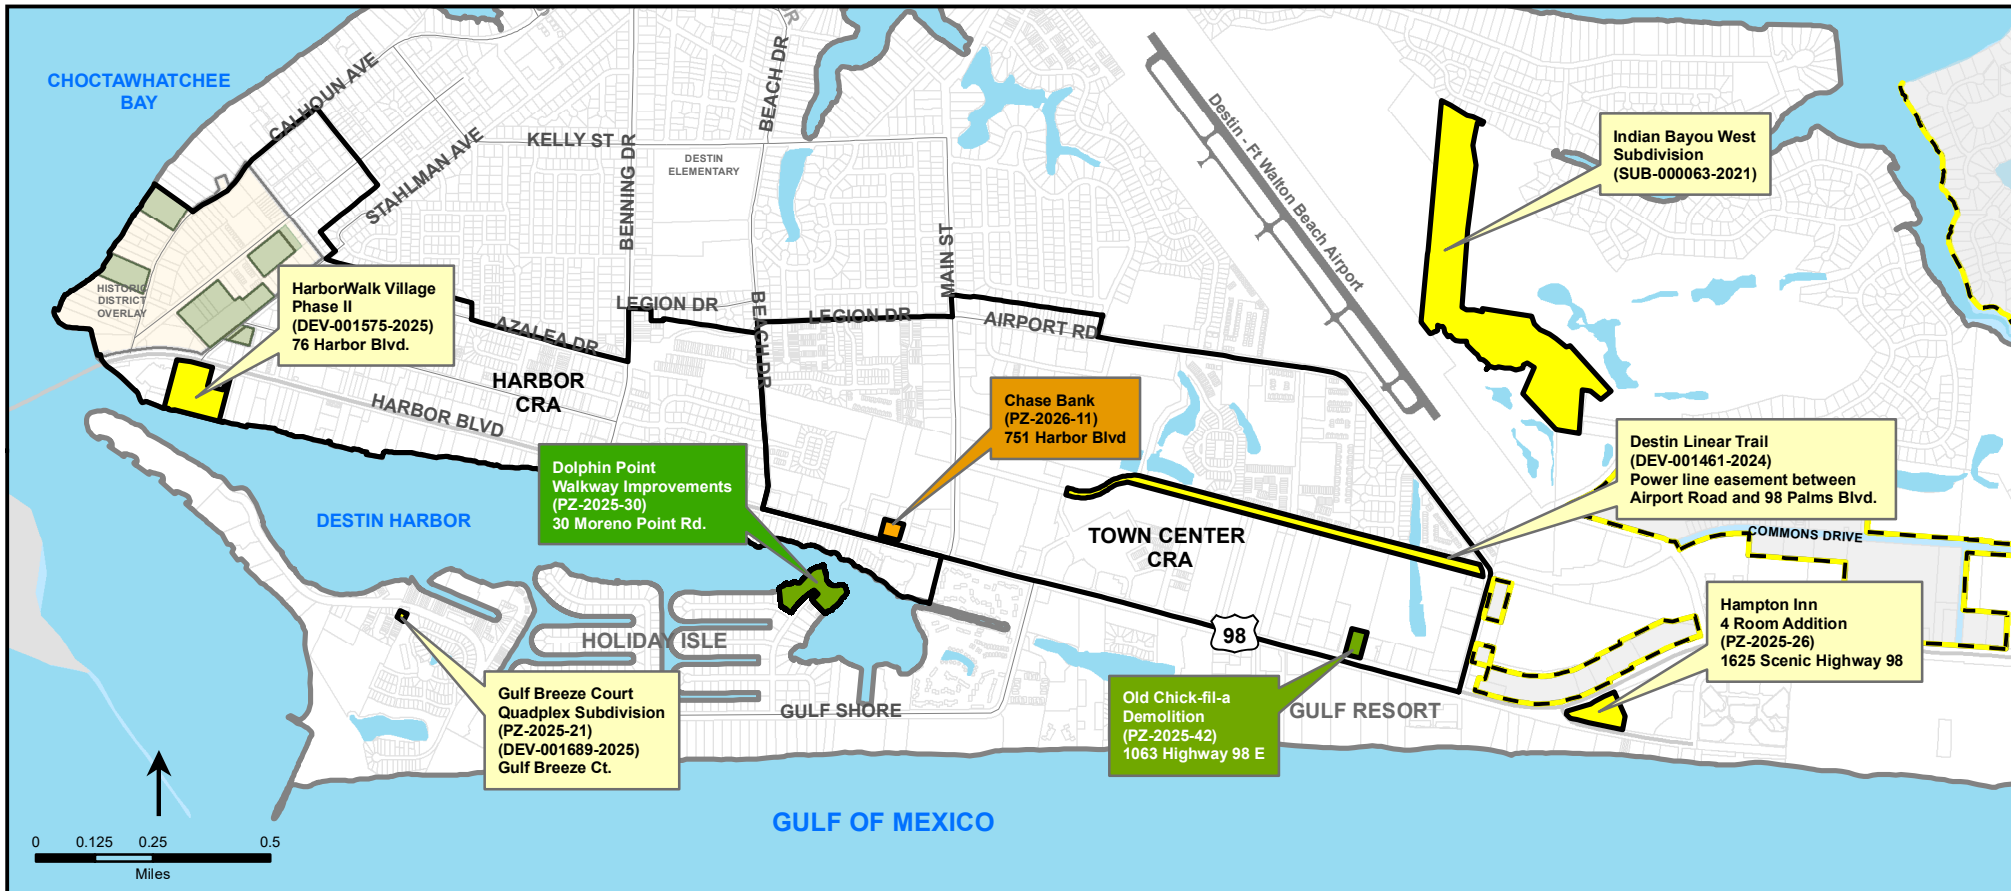 CHOCTAWHATCHEE
BAY
CALHOUN AVE
STAHLMAN AVE
KELLY ST
BENNING DR
BEACH DR
DESTIN
ELEMENTARY
MAIN ST
Destin - Ft Walton Beach Airport
Indian Bayou West
Subdivision
(SUB-000063-2021)
HISTORIC
DISTRICT
OVERLAY
HarborWalk Village
Phase II
(DEV-001575-2025)
76 Harbor Blvd.
LEGION DR
LEGION DR
AZALEA DR
BEACH DR
AIRPORT RD
HARBOR
CRA
HARBOR BLVD
Chase Bank
(PZ-2026-11)
751 Harbor Blvd
Dolphin Point
Walkway Improvements
(PZ-2025-30)
30 Moreno Point Rd.
Destin Linear Trail
(DEV-001461-2024)
Power line easement between
Airport Road and 98 Palms Blvd.
DESTIN HARBOR
TOWN CENTER
CRA
COMMONS DRIVE
98
HOLIDAY ISLE
Hampton Inn
4 Room Addition
(PZ-2025-26)
1625 Scenic Highway 98
Gulf Breeze Court
Quadplex Subdivision
(PZ-2025-21)
(DEV-001689-2025)
Gulf Breeze Ct.
GULF SHORE
Old Chick-fil-a
Demolition
(PZ-2025-42)
1063 Highway 98 E
GULF RESORT
GULF OF MEXICO
0 0.125 0.25 0.5
Miles